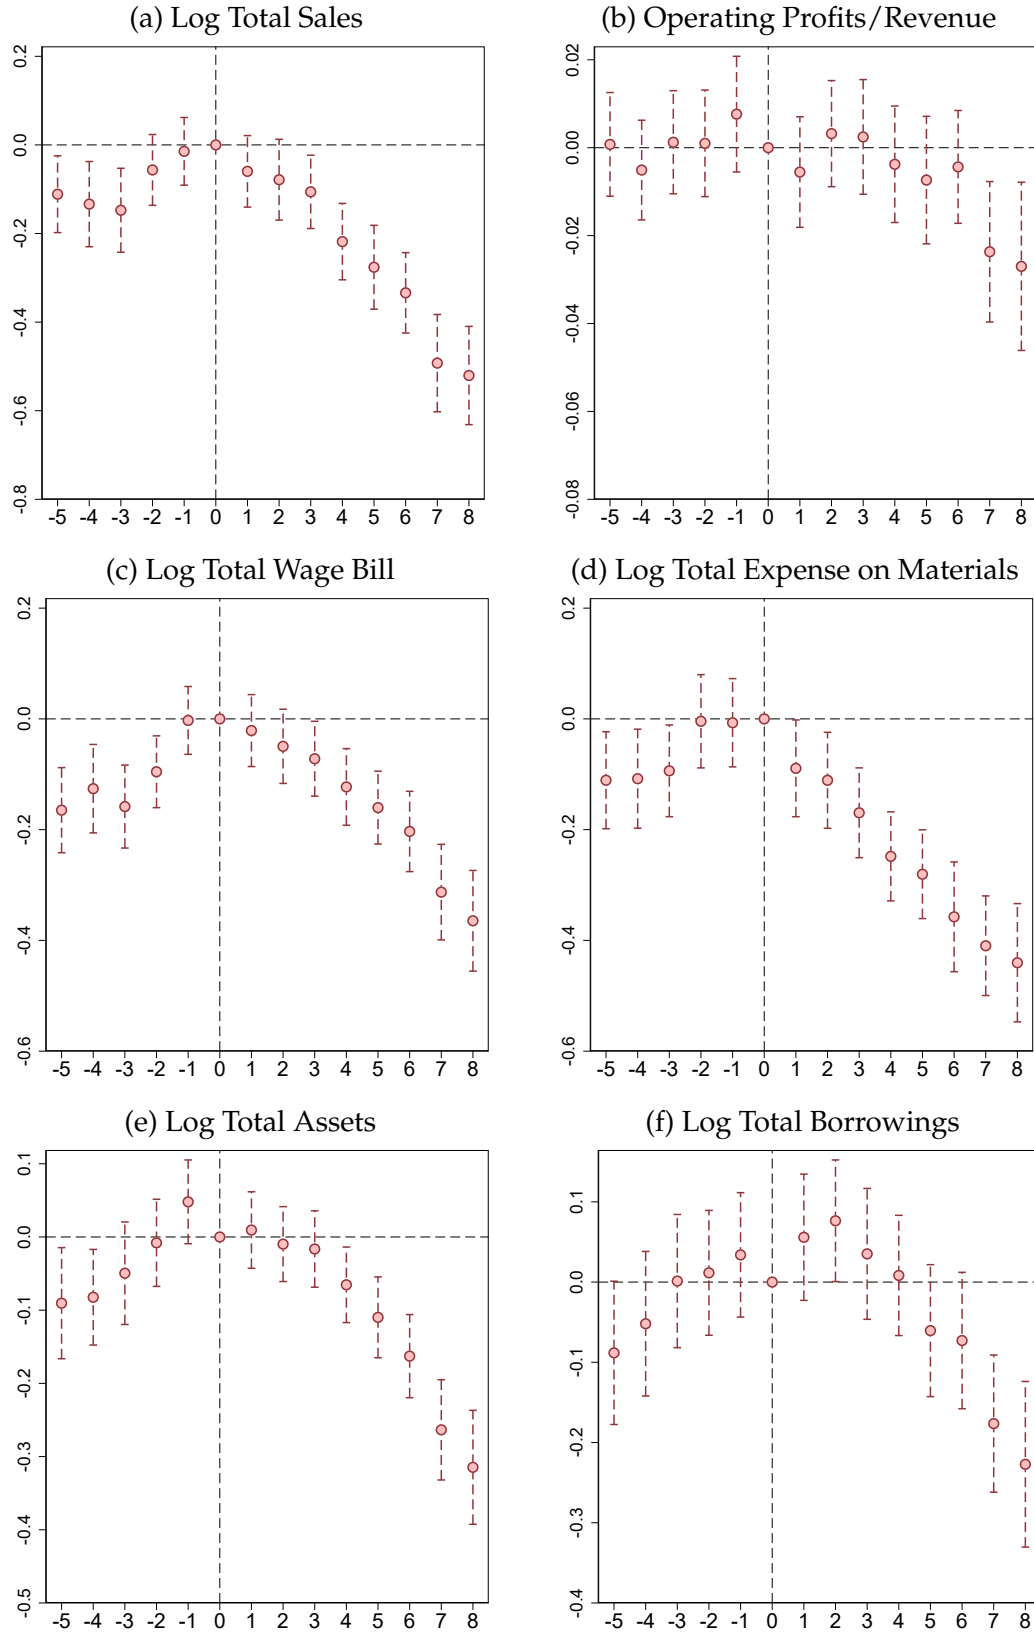 (a) Log Total Sales
0.2
0.0
-0.2
-0.4
-0.6
-0.8
-5 -4 -3 -2 -1 0 1 2 3 4 5 6 7 8
(b) Operating Profits/Revenue
0.02
0.00
-0.02
-0.04
-0.06
-0.08
-5 -4 -3 -2 -1 0 1 2 3 4 5 6 7 8
(c) Log Total Wage Bill
0.2
0.0
-0.2
-0.4
-0.6
-5 -4 -3 -2 -1 0 1 2 3 4 5 6 7 8
(d) Log Total Expense on Materials
0.2
0.0
-0.2
-0.4
-0.6
-5 -4 -3 -2 -1 0 1 2 3 4 5 6 7 8
(e) Log Total Assets
0.1
0.0
-0.1
-0.2
-0.3
-0.4
-0.5
-5 -4 -3 -2 -1 0 1 2 3 4 5 6 7 8
(f) Log Total Borrowings
0.1
0.0
-0.1
-0.2
-0.3
-0.4
-5 -4 -3 -2 -1 0 1 2 3 4 5 6 7 8